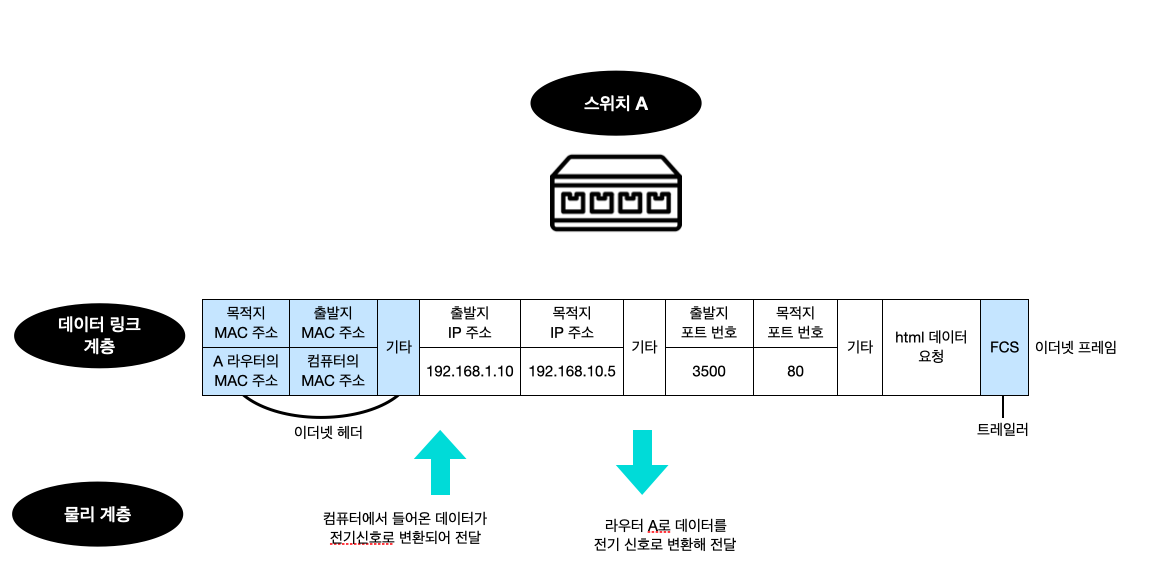 스위치 A
데이터 링크
계층
목적지
MAC 주소
출발지
MAC 주소
기타
출발지
IP 주소
목적지
IP 주소
기타
출발지
포트 번호
목적지
포트 번호
기타
html 데이터
요청
FCS
이더넷 프레임
A 라우터의
MAC 주소
컴퓨터의
MAC 주소
192.168.1.10
192.168.10.5
3500
80
이더넷 헤더
트레일러
물리 계층
컴퓨터에서 들어온 데이터가
전기신호로 변환되어 전달
라우터 A로 데이터를
전기 신호로 변환해 전달